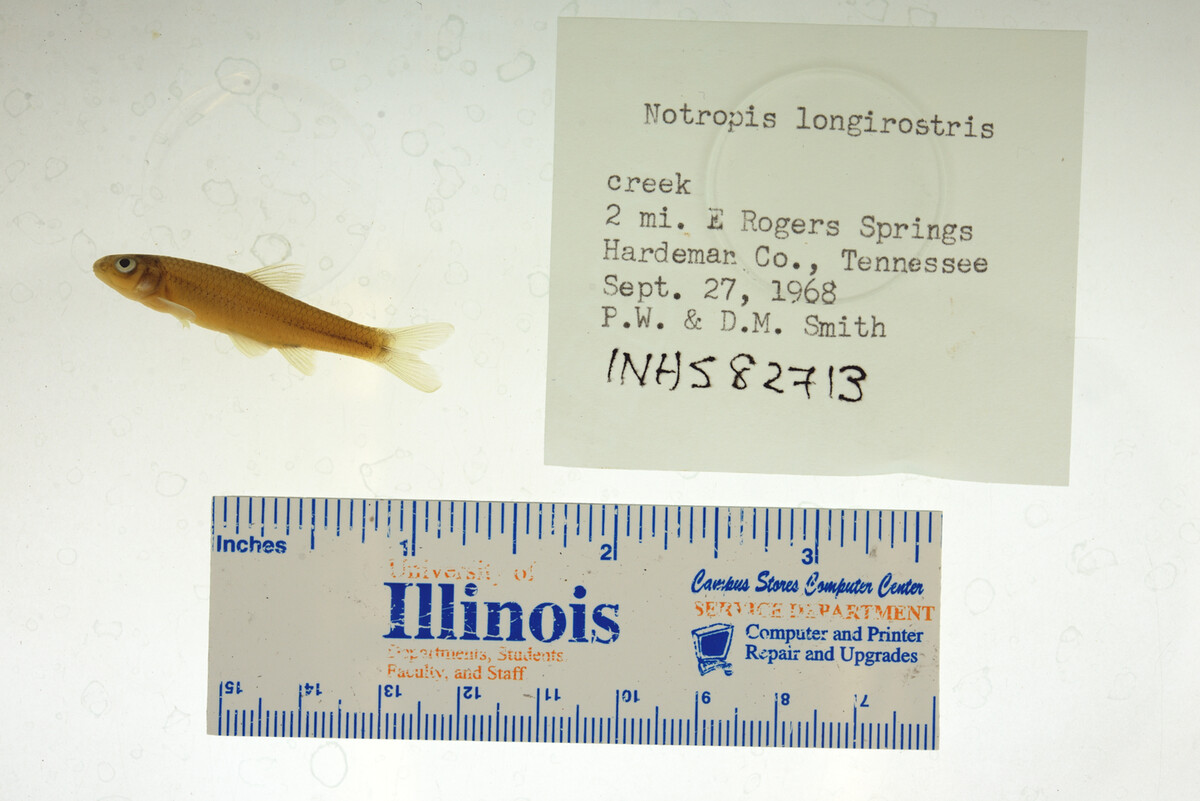 Notropis longirostris
creek
2 mi. E Rogers Springs
Hardeman Co., Tennessee
Sept. 27, 1968
P.W. & D.M. Smith
INHS 82713
Inches 1 2 3
University of
Illinois
Departments, Students
Faculty, and Staff
Campus Stores Computer Center
SERVICE DEPARTMENT
Computer and Printer
Repair and Upgrades
15 14 13 12 11 10 9 8 7